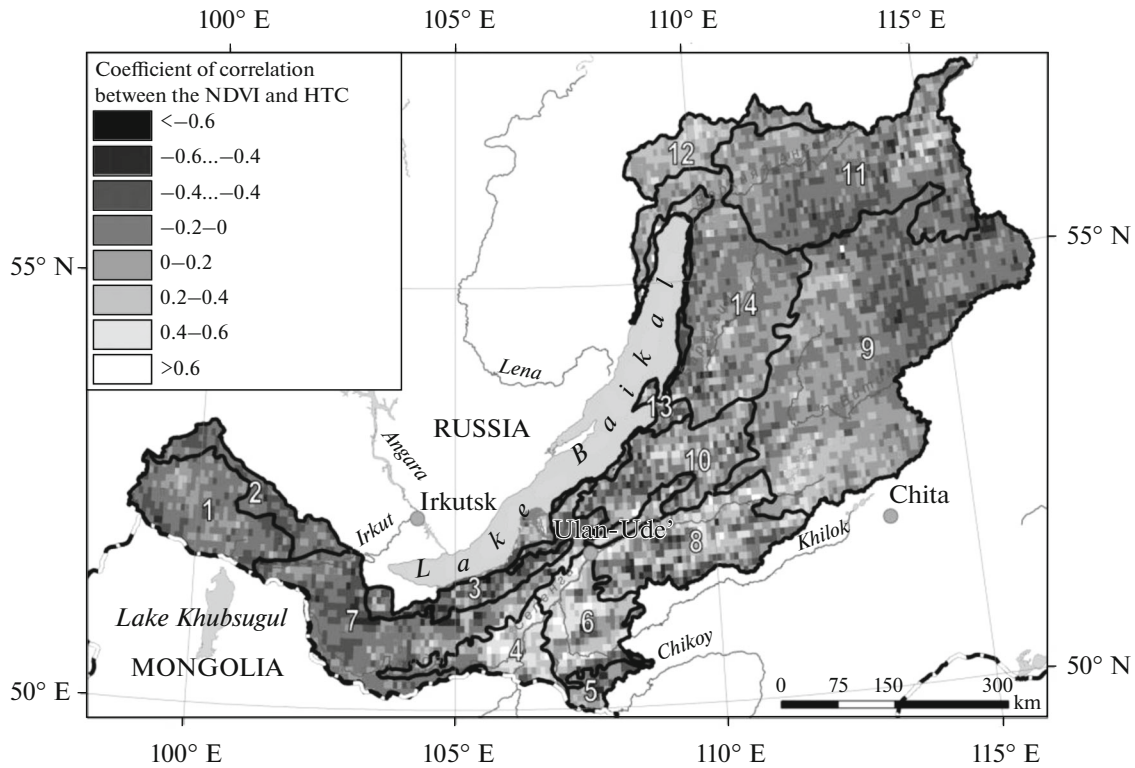 100° E 105° E 110° E 115° E
Coefficient of correlation
between the NDVI and HTC
<−0.6
−0.6...−0.4
−0.4...−0.4
−0.2−0
0−0.2
0.2−0.4
0.4−0.6
>0.6
12
11
55° N
55° N
14
9
Lena
13
RUSSIA
Angara
10
Lake Baikal
Irkutsk
Chita
1
2
Irkut
Ulan-Ude’
8
Khilok
3
7
6
Lake Khubsugul
4
Chikoy
MONGOLIA
5
50° N
50° E
0 75 150 300
km
100° E 105° E 110° E 115° E